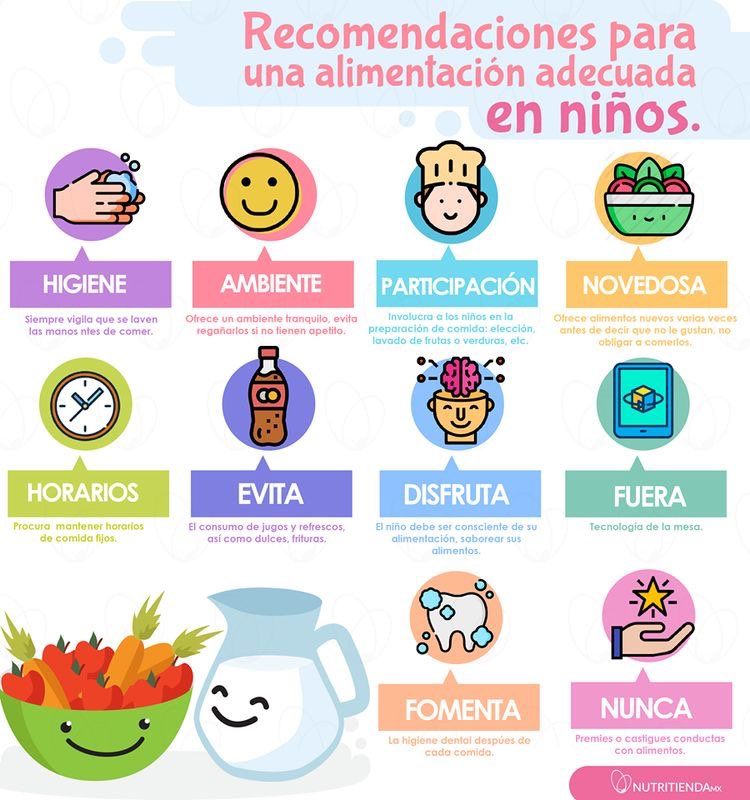 Recomendaciones para
una alimentación adecuada
en niños.
HIGIENE
Siempre vigila que se laven
las manos ntes de comer.
AMBIENTE
Ofrece un ambiente tranquilo, evita
regañarlos si no tienen apetito.
PARTICIPACIÓN
Involucra a los niños en la
preparación de comida: elección,
lavado de frutas o verduras, etc.
NOVEDOSA
Ofrece alimentos nuevos varias veces
antes de decir que no le gustan, no
obligar a comerlos.
HORARIOS
Procura mantener horarios
de comida fijos.
EVITA
El consumo de jugos y refrescos,
así como dulces, frituras.
DISFRUTA
El niño debe ser consciente de su
alimentación, saborear sus
alimentos.
FUERA
Tecnología de la mesa.
FOMENTA
La higiene dental despúes de
cada comida.
NUNCA
Premies o castigues conductas
con alimentos.
NUTRITIENDAMX